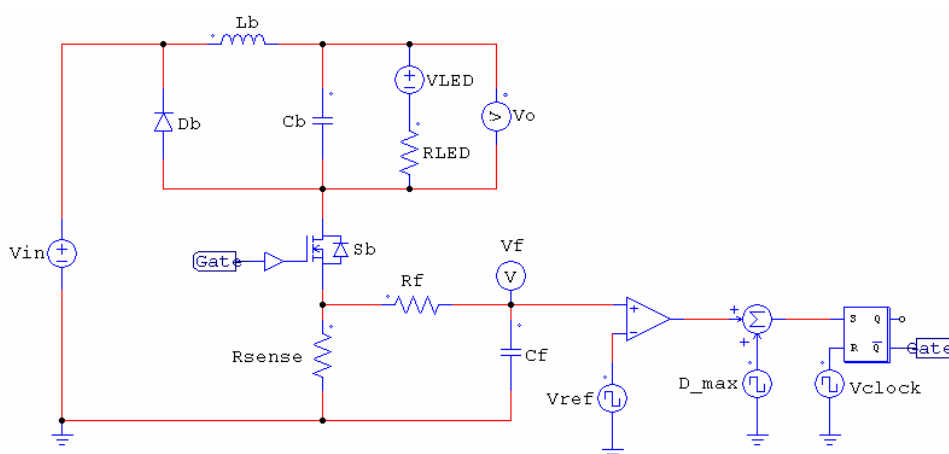 Lb
VLED
Vo
Db
Cb
RLED
Vin
Gate
Sb
Vf
V
V
Rf
Rsense
Cf
Vref
D_max
Vclock
S Q
R Q
Gate